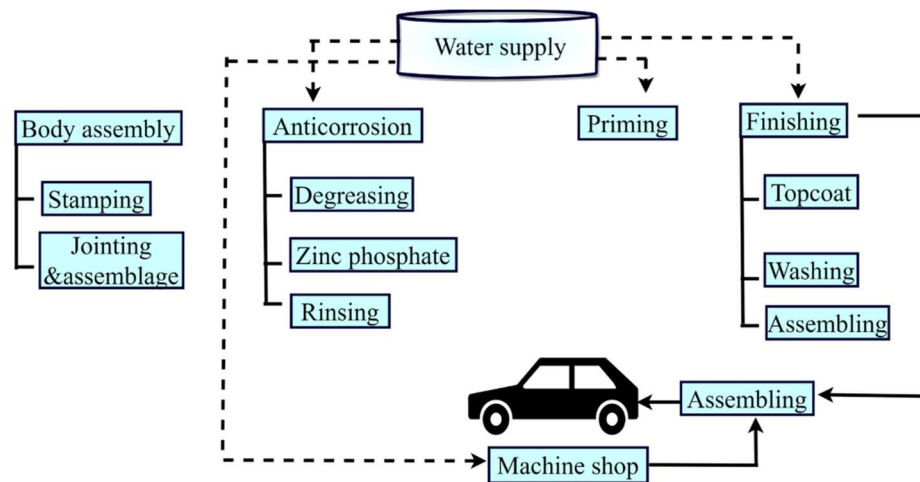 Water supply
Body assembly
Anticorrosion
Priming
Finishing
Stamping
Degreasing
Topcoat
Jointing
&assemblage
Zinc phosphate
Washing
Rinsing
Assembling
Assembling
Machine shop